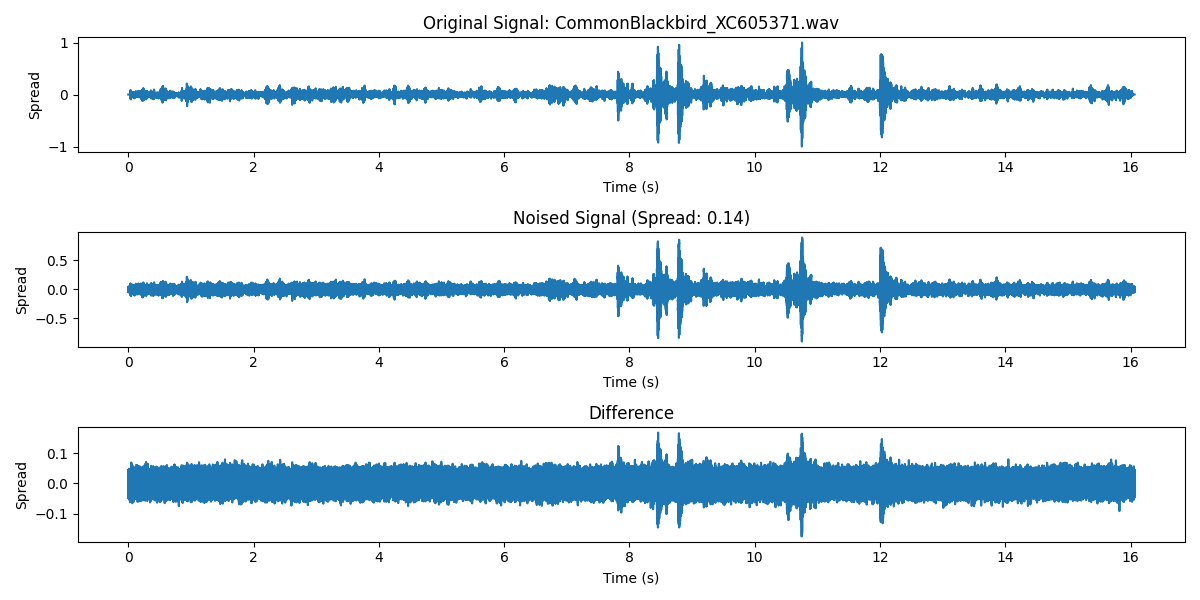 Original Signal: CommonBlackbird_XC605371.wav
Spread
1
0
−1
0 2 4 6 8 10 12 14 16
Time (s)
Noised Signal (Spread: 0.14)
Spread
0.5
0.0
−0.5
0 2 4 6 8 10 12 14 16
Time (s)
Difference
Spread
0.1
0.0
−0.1
0 2 4 6 8 10 12 14 16
Time (s)